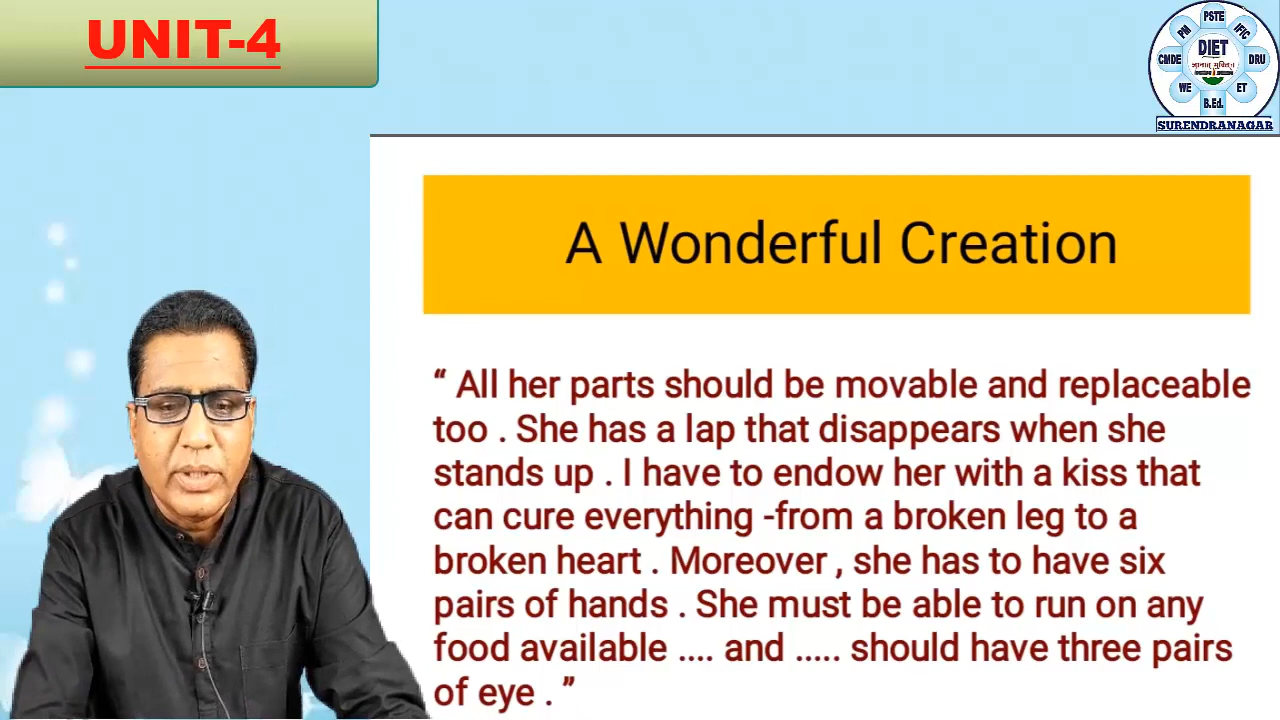 UNIT-4
PSTE
PM
IFIC
DIET
CMDE
DRU
WE
ET
B.Ed.
SURENDRANAGAR
A Wonderful Creation
“ All her parts should be movable and replaceable
too . She has a lap that disappears when she
stands up . I have to endow her with a kiss that
can cure everything -from a broken leg to a
broken heart . Moreover , she has to have six
pairs of hands . She must be able to run on any
food available .... and ..... should have three pairs
of eye . ”